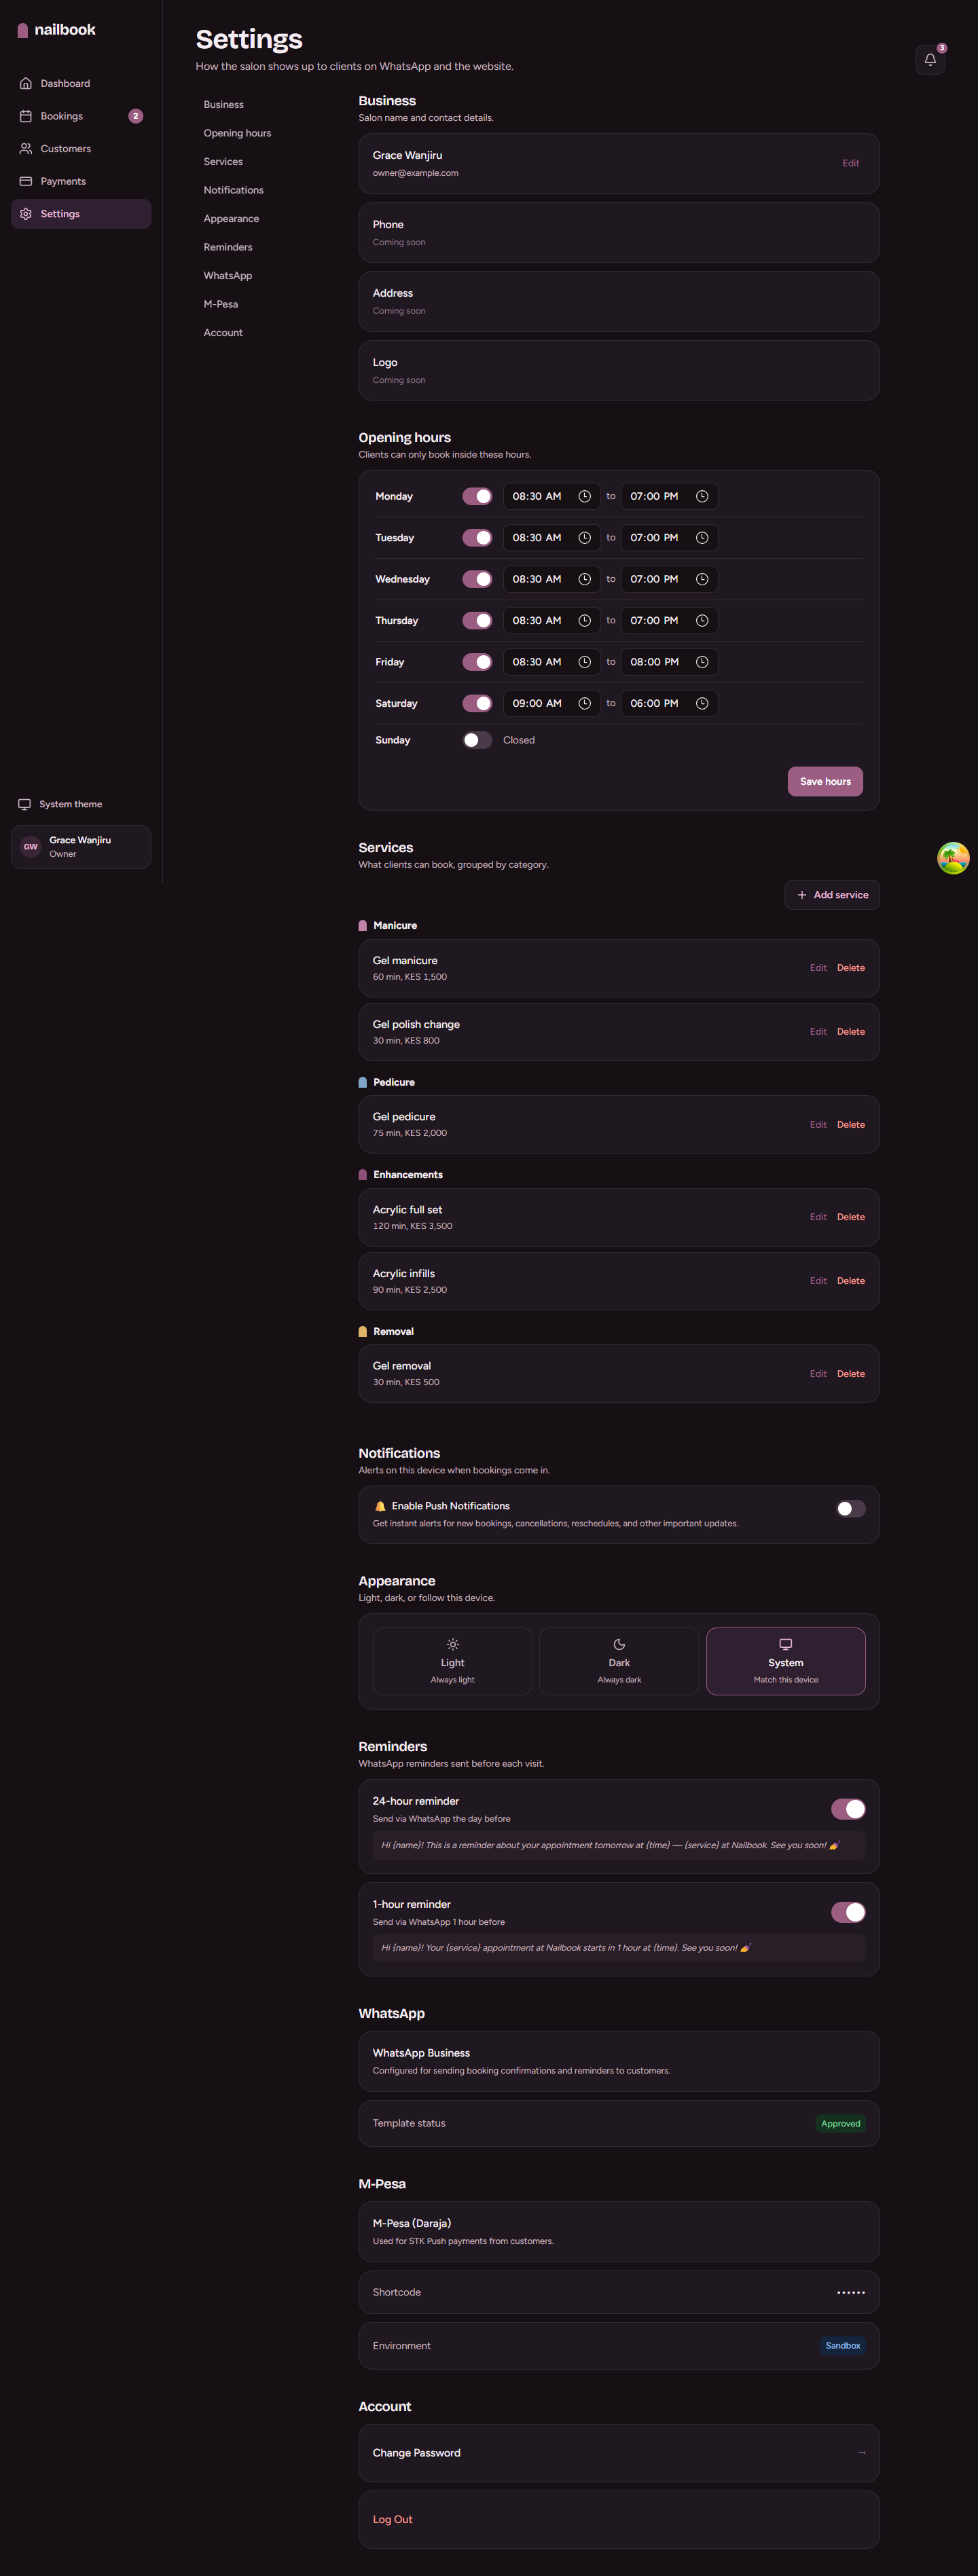 nailbook
Dashboard
Bookings 2
Customers
Payments
Settings
System theme
GW
Grace Wanjiru
Owner
Settings
How the salon shows up to clients on WhatsApp and the website.
3
Business
Opening hours
Services
Notifications
Appearance
Reminders
WhatsApp
M-Pesa
Account
Business
Salon name and contact details.
Grace Wanjiru
owner@example.com
Edit
Phone
Coming soon
Address
Coming soon
Logo
Coming soon
Opening hours
Clients can only book inside these hours.
Monday 08:30 AM to 07:00 PM
Tuesday 08:30 AM to 07:00 PM
Wednesday 08:30 AM to 07:00 PM
Thursday 08:30 AM to 07:00 PM
Friday 08:30 AM to 08:00 PM
Saturday 09:00 AM to 06:00 PM
Sunday Closed
Save hours
Services
What clients can book, grouped by category.
+ Add service
Manicure
Gel manicure
60 min, KES 1,500
Edit Delete
Gel polish change
30 min, KES 800
Edit Delete
Pedicure
Gel pedicure
75 min, KES 2,000
Edit Delete
Enhancements
Acrylic full set
120 min, KES 3,500
Edit Delete
Acrylic infills
90 min, KES 2,500
Edit Delete
Removal
Gel removal
30 min, KES 500
Edit Delete
Notifications
Alerts on this device when bookings come in.
🔔 Enable Push Notifications
Get instant alerts for new bookings, cancellations, reschedules, and other important updates.
Appearance
Light, dark, or follow this device.
Light
Always light
Dark
Always dark
System
Match this device
Reminders
WhatsApp reminders sent before each visit.
24-hour reminder
Send via WhatsApp the day before
Hi {name}! This is a reminder about your appointment tomorrow at {time} — {service} at Nailbook. See you soon! 💅
1-hour reminder
Send via WhatsApp 1 hour before
Hi {name}! Your {service} appointment at Nailbook starts in 1 hour at {time}. See you soon! 💅
WhatsApp
WhatsApp Business
Configured for sending booking confirmations and reminders to customers.
Template status Approved
M-Pesa
M-Pesa (Daraja)
Used for STK Push payments from customers.
Shortcode ••••••
Environment Sandbox
Account
Change Password →
Log Out